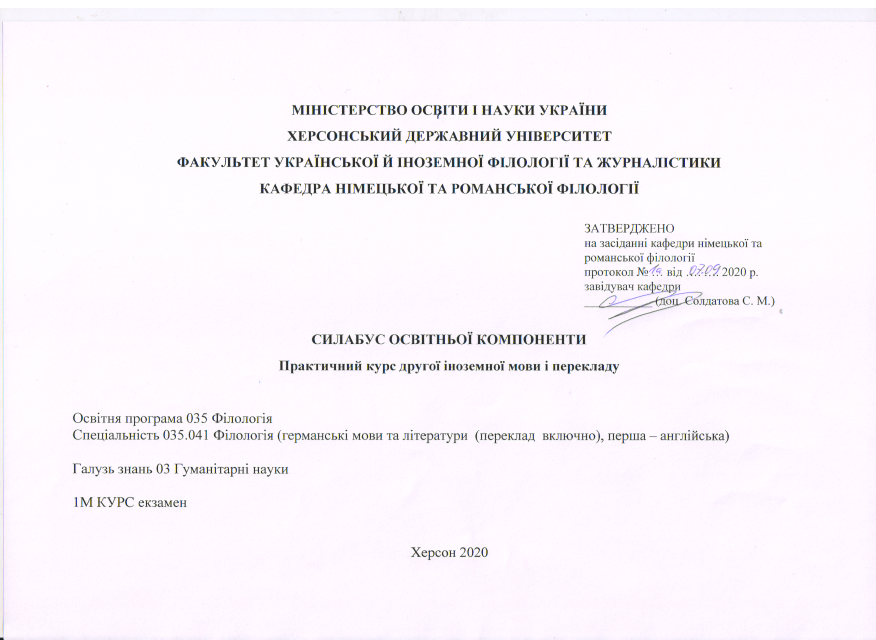 МІНІСТЕРСТВО ОСВІТИ І НАУКИ УКРАЇНИ
ХЕРСОНСЬКИЙ ДЕРЖАВНИЙ УНІВЕРСИТЕТ
ФАКУЛЬТЕТ УКРАЇНСЬКОЇ Й ІНОЗЕМНОЇ ФІЛОЛОГІЇ ТА ЖУРНАЛІСТИКИ
КАФЕДРА НІМЕЦЬКОЇ ТА РОМАНСЬКОЇ ФІЛОЛОГІЇ
ЗАТВЕРДЖЕНО
на засіданні кафедри німецької та
романської філології
протокол № від 07.09 2020 р.
завідувач кафедри
(доц. Солдатова С. М.)
СИЛАБУС ОСВІТНЬОЇ КОМПОНЕНТИ
Практичний курс другої іноземної мови і перекладу
Освітня програма 035 Філологія
Спеціальність 035.041 Філологія (германські мови та літератури (переклад включно), перша – англійська)
Галузь знань 03 Гуманітарні науки
1М КУРС екзамен
Херсон 2020